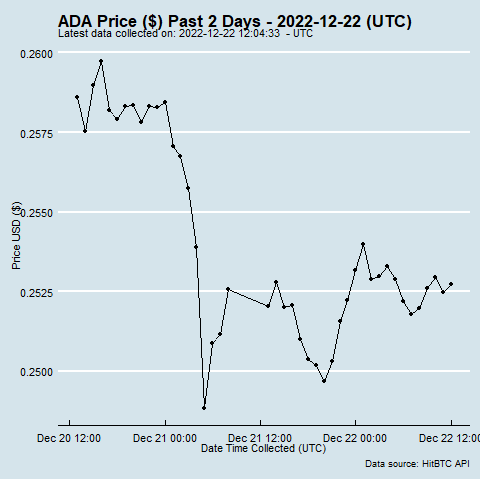 ADA Price ($) Past 2 Days - 2022-12-22 (UTC)
Latest data collected on: 2022-12-22 12:04:33  - UTC
0.2600
0.2575
0.2550
0.2525
0.2500
Price USD ($)
Dec 20 12:00
Dec 21 00:00
Dec 21 12:00
Dec 22 00:00
Dec 22 12:00
Date Time Collected (UTC)
Data source: HitBTC API